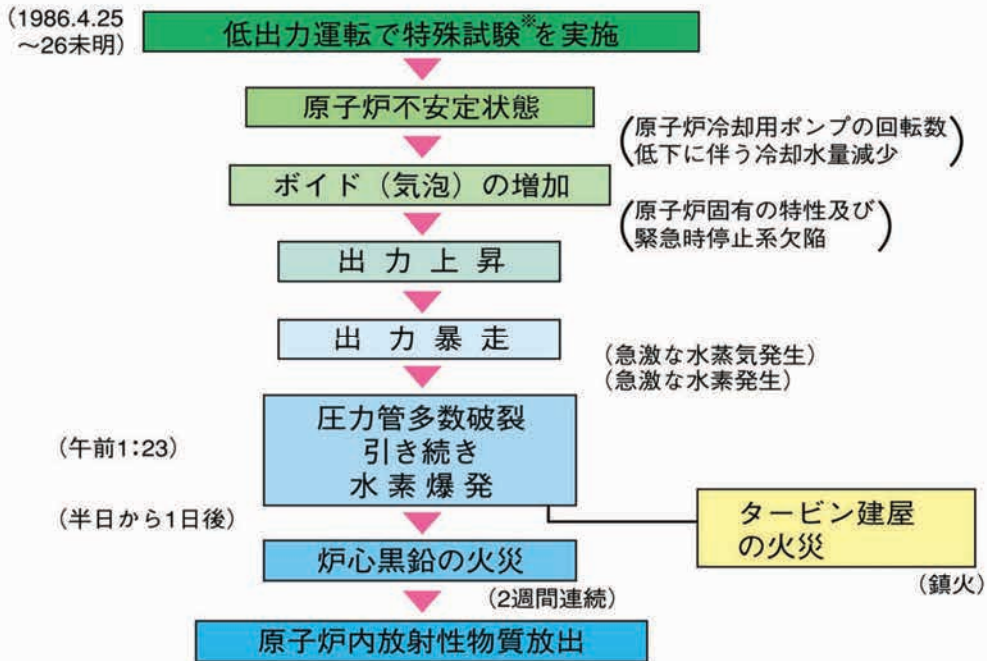 (1986.4.25
～26未明)
低出力運転で特殊試験※を実施
原子炉不安定状態
(原子炉冷却用ポンプの回転数
低下に伴う冷却水量減少)
ボイド（気泡）の増加
(原子炉固有の特性及び
緊急時停止系欠陥)
出力上昇
出力暴走
(急激な水蒸気発生)
(急激な水素発生)
圧力管多数破裂
引き続き
水素爆発
(午前1:23)
(半日から1日後)
タービン建屋
の火災
(鎮火)
炉心黒鉛の火災
(2週間連続)
原子炉内放射性物質放出